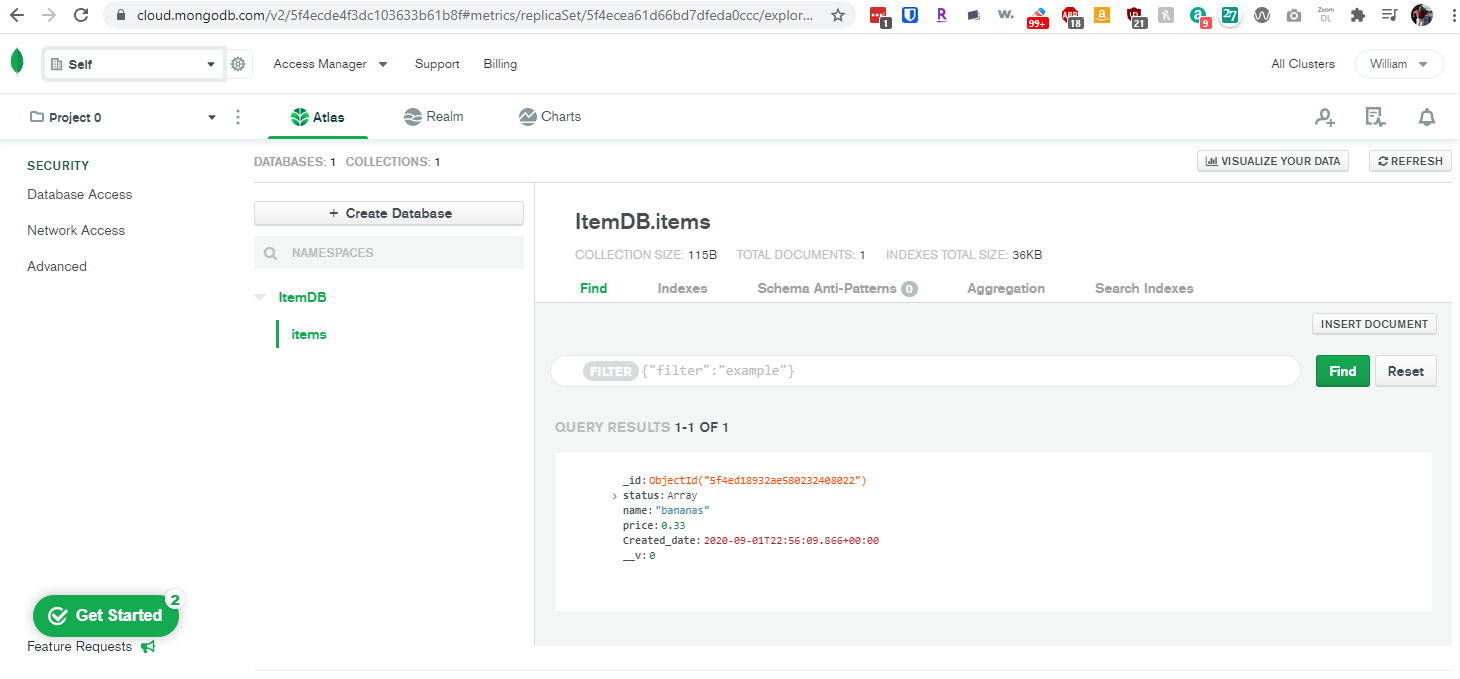 cloud.mongodb.com/v2/5f4ecde4f3dc103633b61b8f#metrics/replicaSet/5f4ecea61d66bd7dfeda0ccc/explor...
1 R w. 99+ ABP 18 a. 21 9 27 Zoom DL
Self Access Manager Support Billing All Clusters William
Project 0 Atlas Realm Charts
SECURITY
Database Access
Network Access
Advanced
DATABASES: 1 COLLECTIONS: 1 VISUALIZE YOUR DATA REFRESH
+ Create Database
NAMESPACES
ItemDB
items
ItemDB.items
COLLECTION SIZE: 115B TOTAL DOCUMENTS: 1 INDEXES TOTAL SIZE: 36KB
Find Indexes Schema Anti-Patterns 0 Aggregation Search Indexes
INSERT DOCUMENT
FILTER {"filter":"example"} Find Reset
QUERY RESULTS 1-1 OF 1
_id: ObjectId("5f4ed18932ae580232408022")
status: Array
name: "bananas"
price: 0.33
Created_date: 2020-09-01T22:56:09.866+00:00
__v: 0
Get Started 2
Feature Requests